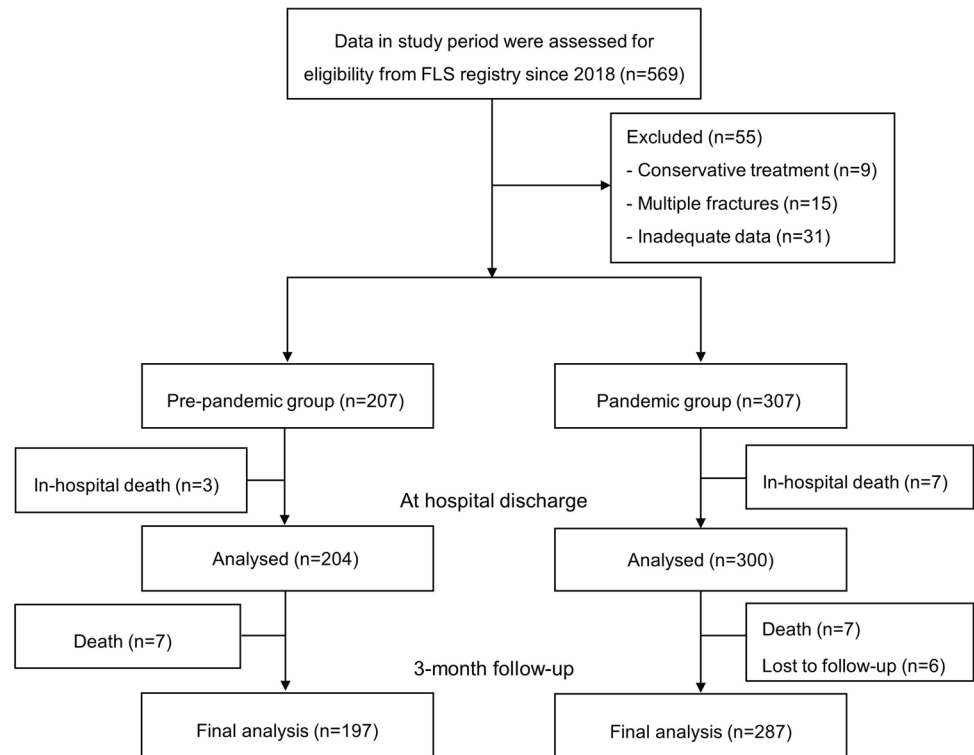 Data in study period were assessed for
eligibility from FLS registry since 2018 (n=569)
Excluded (n=55)
- Conservative treatment (n=9)
- Multiple fractures (n=15)
- Inadequate data (n=31)
Pre-pandemic group (n=207)
Pandemic group (n=307)
In-hospital death (n=3)
In-hospital death (n=7)
At hospital discharge
Analysed (n=204)
Analysed (n=300)
Death (n=7)
Death (n=7)
Lost to follow-up (n=6)
3-month follow-up
Final analysis (n=197)
Final analysis (n=287)